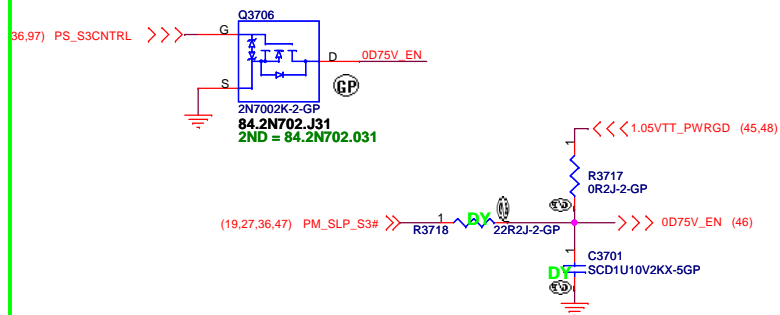 Q3706
36,97) PS_S3CNTRL
G
D
0D75V_EN
GP
S
2N7002K-2-GP
84.2N702.J31
2ND = 84.2N702.031
1.05VTT_PWRGD (45,48)
1
R3717
0R2J-2-GP
(19,27,36,47) PM_SLP_S3#
1
DY
R3718
22R2J-2-GP
0D75V_EN (46)
1
C3701
DY
SCD1U10V2KX-5GP